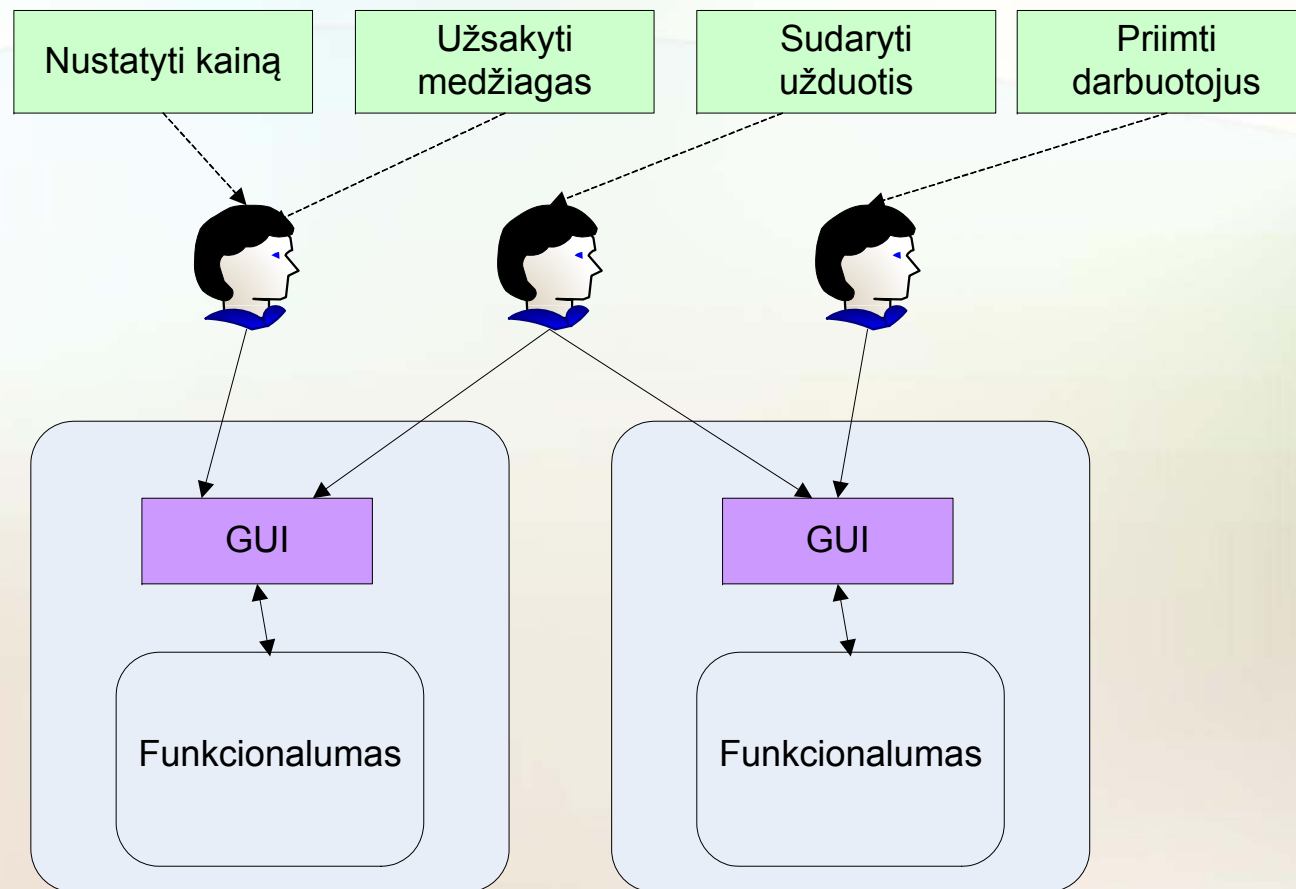 Nustatyti kainą
Užsakyti
medžiagas
Sudaryti
užduotis
Priimti
darbuotojus
GUI
GUI
Funkcionalumas
Funkcionalumas